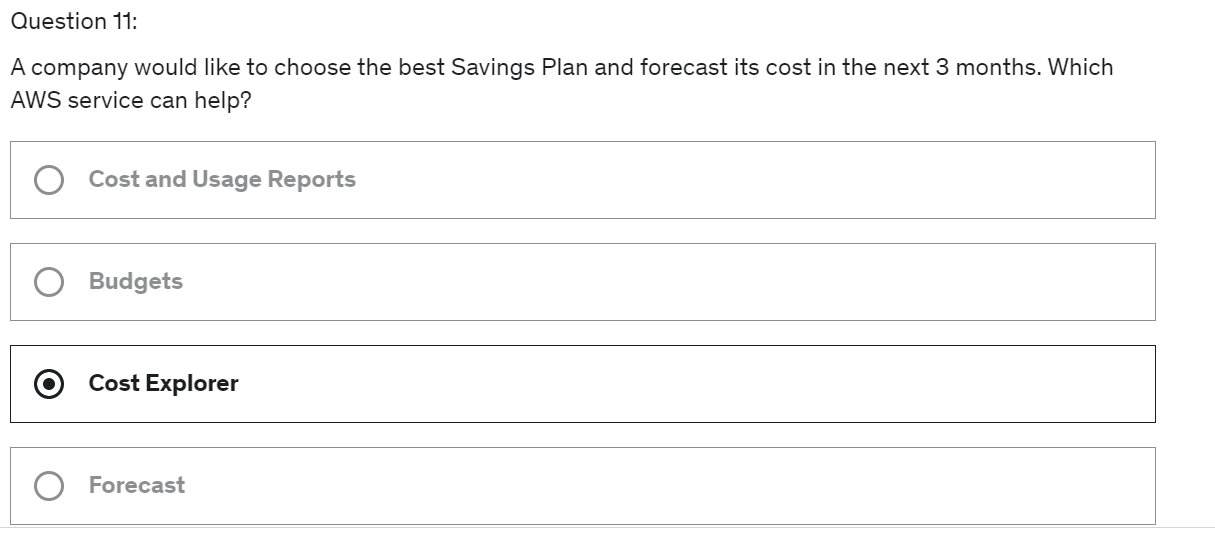 Question 11:
A company would like to choose the best Savings Plan and forecast its cost in the next 3 months. Which
AWS service can help?
Cost and Usage Reports
Budgets
Cost Explorer
Forecast